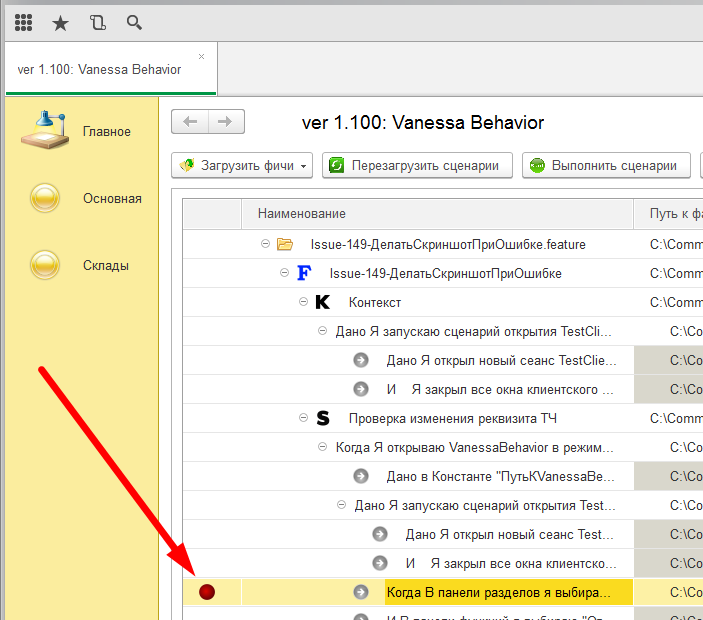 ver 1.100: Vanessa Behavior
Главное
Основная
Склады
ver 1.100: Vanessa Behavior
Загрузить фичи
Перезагрузить сценарии
Выполнить сценарии
Наименование Путь к фа
Issue-149-ДелатьСкриншотПриОшибке.feature C:\Comm
F Issue-149-ДелатьСкриншотПриОшибке C:\Comm
K Контекст C:\Comm
Дано Я запускаю сценарий открытия TestCli... C:\Co
Дано Я открыл новый сеанс TestClie... C:\Co
И Я закрыл все окна клиентского ... C:\Co
S Проверка изменения реквизита ТЧ C:\Comm
Когда Я открываю VanessaBehavior в режим... C:\Co
Дано в Константе "ПутьКVanessaBe... C:\Co
Дано Я запускаю сценарий открытия Test... C:\Co
Дано Я открыл новый сеанс Test... C:\Co
И Я закрыл все окна клиентско... C:\Co
Когда В панели разделов я выбира... C:\Co